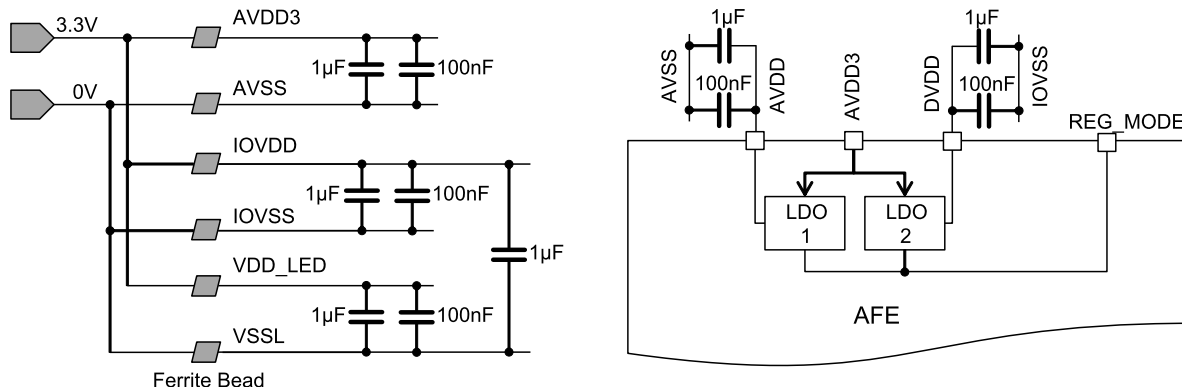 3.3V
AVDD3
1µF
100nF
0V
AVSS
IOVDD
1µF
100nF
IOVSS
1µF
VDD_LED
1µF
100nF
VSSL
Ferrite Bead
1µF
100nF
AVSS
AVDD
AVDD3
1µF
100nF
DVDD
IOVSS
REG_MODE
LDO
1
LDO
2
AFE